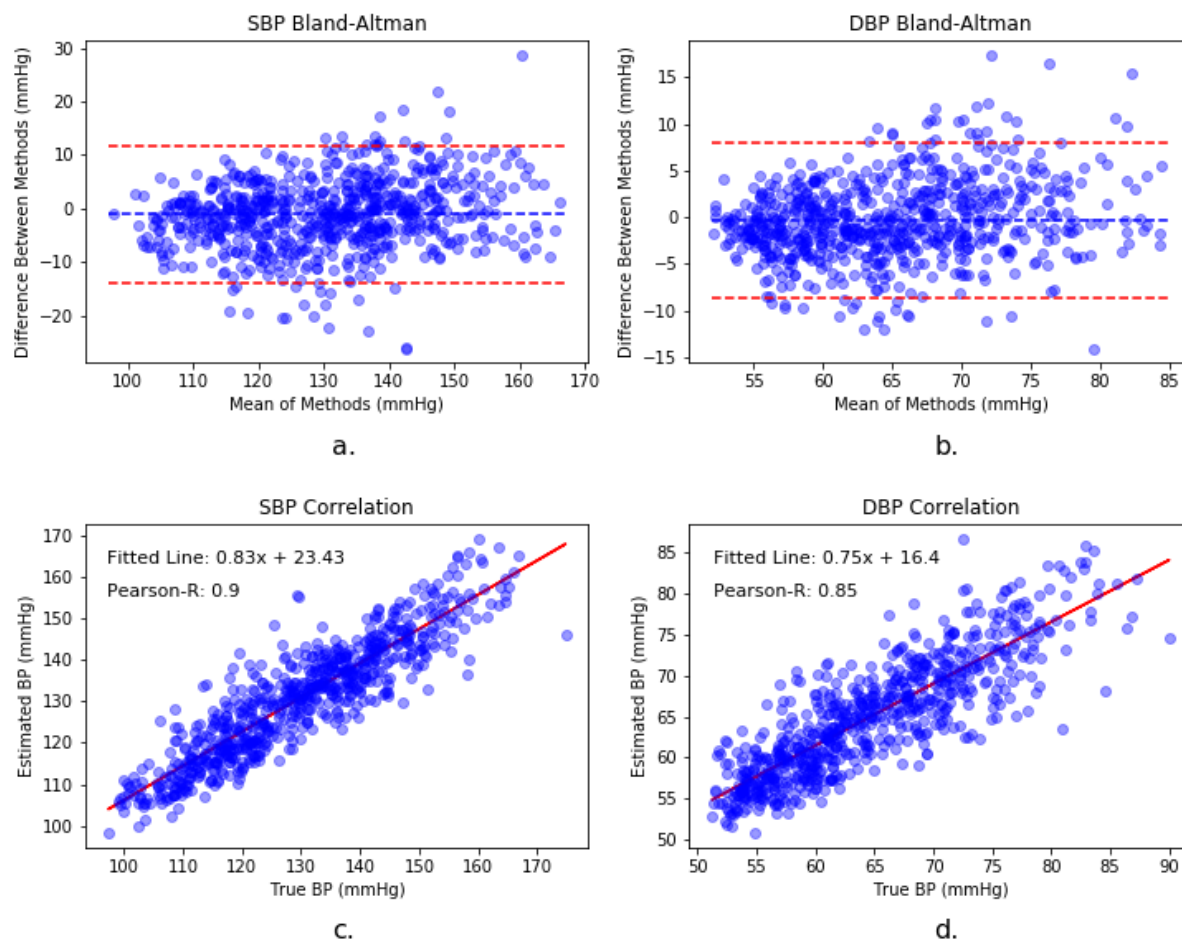 SBP Bland-Altman
Difference Between Methods (mmHg)
30
20
10
0
−10
−20
100 110 120 130 140 150 160 170
Mean of Methods (mmHg)
a.
DBP Bland-Altman
Difference Between Methods (mmHg)
15
10
5
0
−5
−10
−15
55 60 65 70 75 80 85
Mean of Methods (mmHg)
b.
SBP Correlation
Fitted Line: 0.83x + 23.43
Pearson-R: 0.9
Estimated BP (mmHg)
170
160
150
140
130
120
110
100
100 110 120 130 140 150 160 170
True BP (mmHg)
c.
DBP Correlation
Fitted Line: 0.75x + 16.4
Pearson-R: 0.85
Estimated BP (mmHg)
85
80
75
70
65
60
55
50
50 55 60 65 70 75 80 85 90
True BP (mmHg)
d.